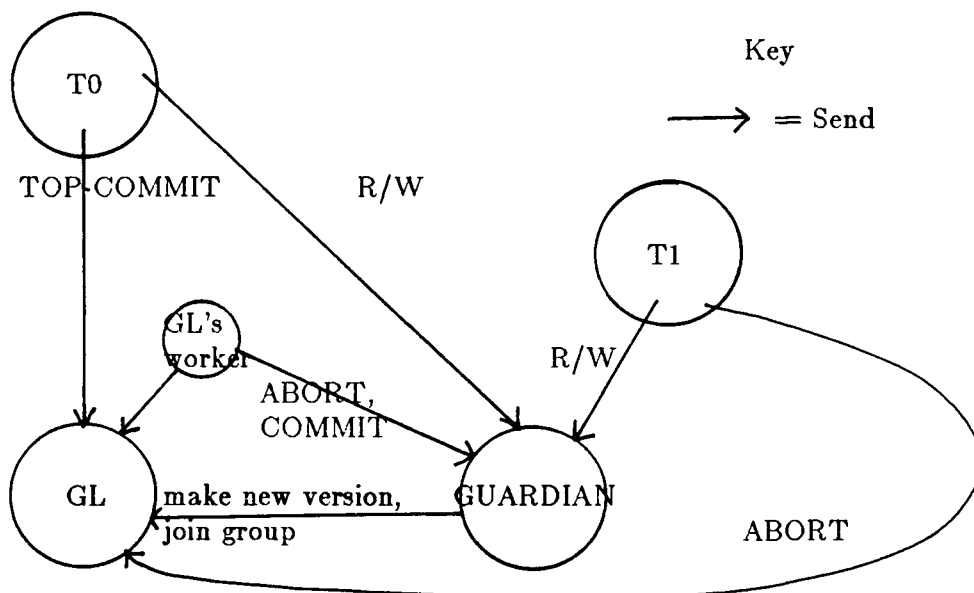 Key
T0
= Send
TOP-COMMIT
R/W
T1
GL's
worker
R/W
ABORT,
COMMIT
GL
make new version,
join group
GUARDIAN
ABORT